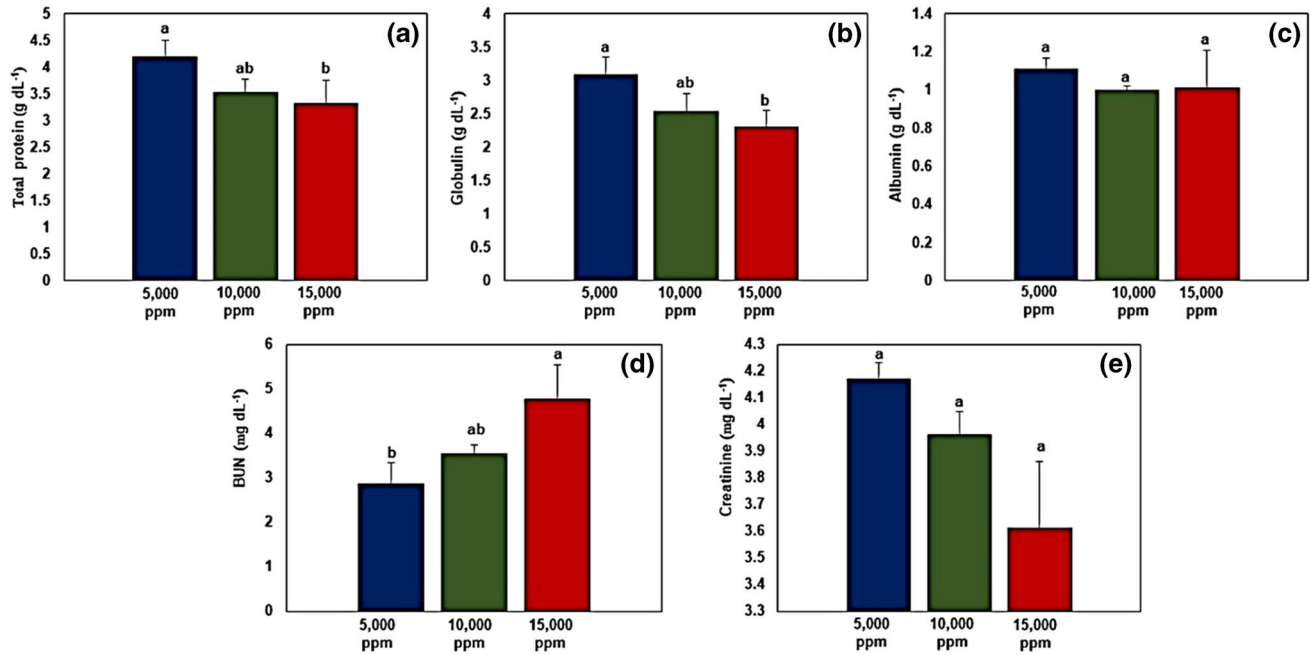 (a)
Total protein (g dL-1)
5
4.5
4
3.5
3
2.5
2
1.5
1
0.5
0
a
ab
b
5,000
ppm
10,000
ppm
15,000
ppm
(b)
Globulin (g dL-1)
4
3.5
3
2.5
2
1.5
1
0.5
0
a
ab
b
5,000
ppm
10,000
ppm
15,000
ppm
(c)
Albumin (g dL-1)
1.4
1.2
1
0.8
0.6
0.4
0.2
0
a
a
a
5,000
ppm
10,000
ppm
15,000
ppm
(d)
BUN (mg dL-1)
6
5
4
3
2
1
0
b
ab
a
5,000
ppm
10,000
ppm
15,000
ppm
(e)
Creatinine (mg dL-1)
4.3
4.2
4.1
4
3.9
3.8
3.7
3.6
3.5
3.4
3.3
a
a
a
5,000
ppm
10,000
ppm
15,000
ppm